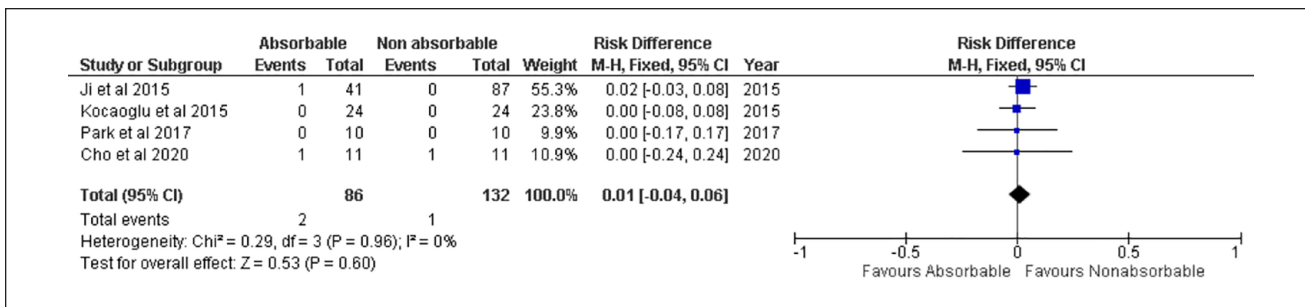 Absorbable Non absorbable Risk Difference Risk Difference
Study or Subgroup Events Total Events Total Weight M-H, Fixed, 95% CI Year M-H, Fixed, 95% CI
Ji et al 2015 1 41 0 87 55.3% 0.02 [-0.03, 0.08] 2015
Kocaoglu et al 2015 0 24 0 24 23.8% 0.00 [-0.08, 0.08] 2015
Park et al 2017 0 10 0 10 9.9% 0.00 [-0.17, 0.17] 2017
Cho et al 2020 1 11 1 11 10.9% 0.00 [-0.24, 0.24] 2020
Total (95% CI) 86 132 100.0% 0.01 [-0.04, 0.06]
Total events 2 1
Heterogeneity: Chi² = 0.29, df = 3 (P = 0.96); I² = 0%
Test for overall effect: Z = 0.53 (P = 0.60)
-1 -0.5 0 0.5 1
Favours Absorbable Favours Nonabsorbable